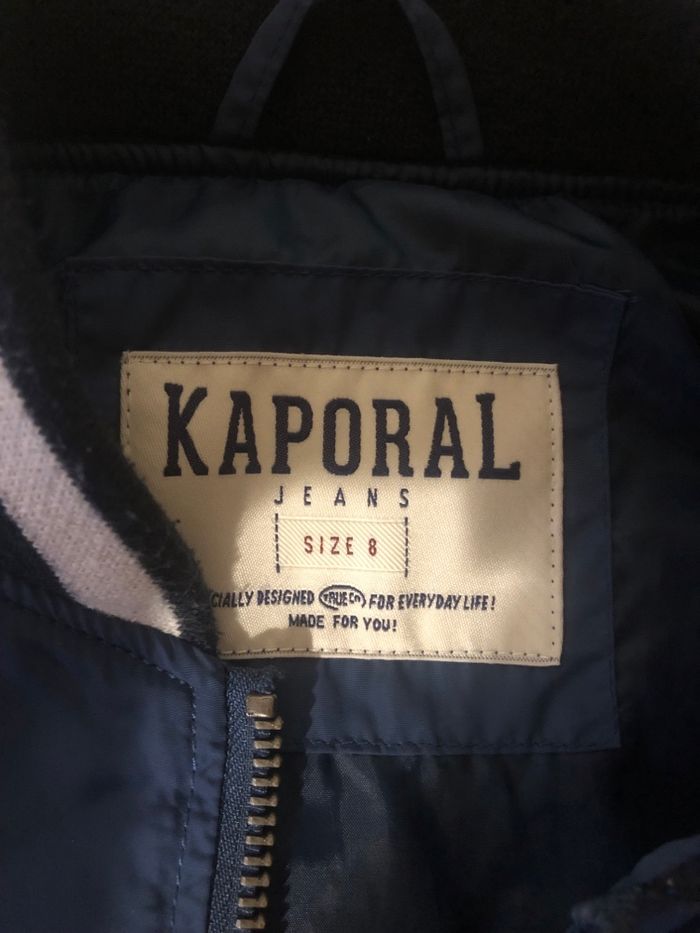 KAPORAL
JEANS
SIZE 8
CIALLY DESIGNED TRUE CO FOR EVERYDAY LIFE!
MADE FOR YOU!